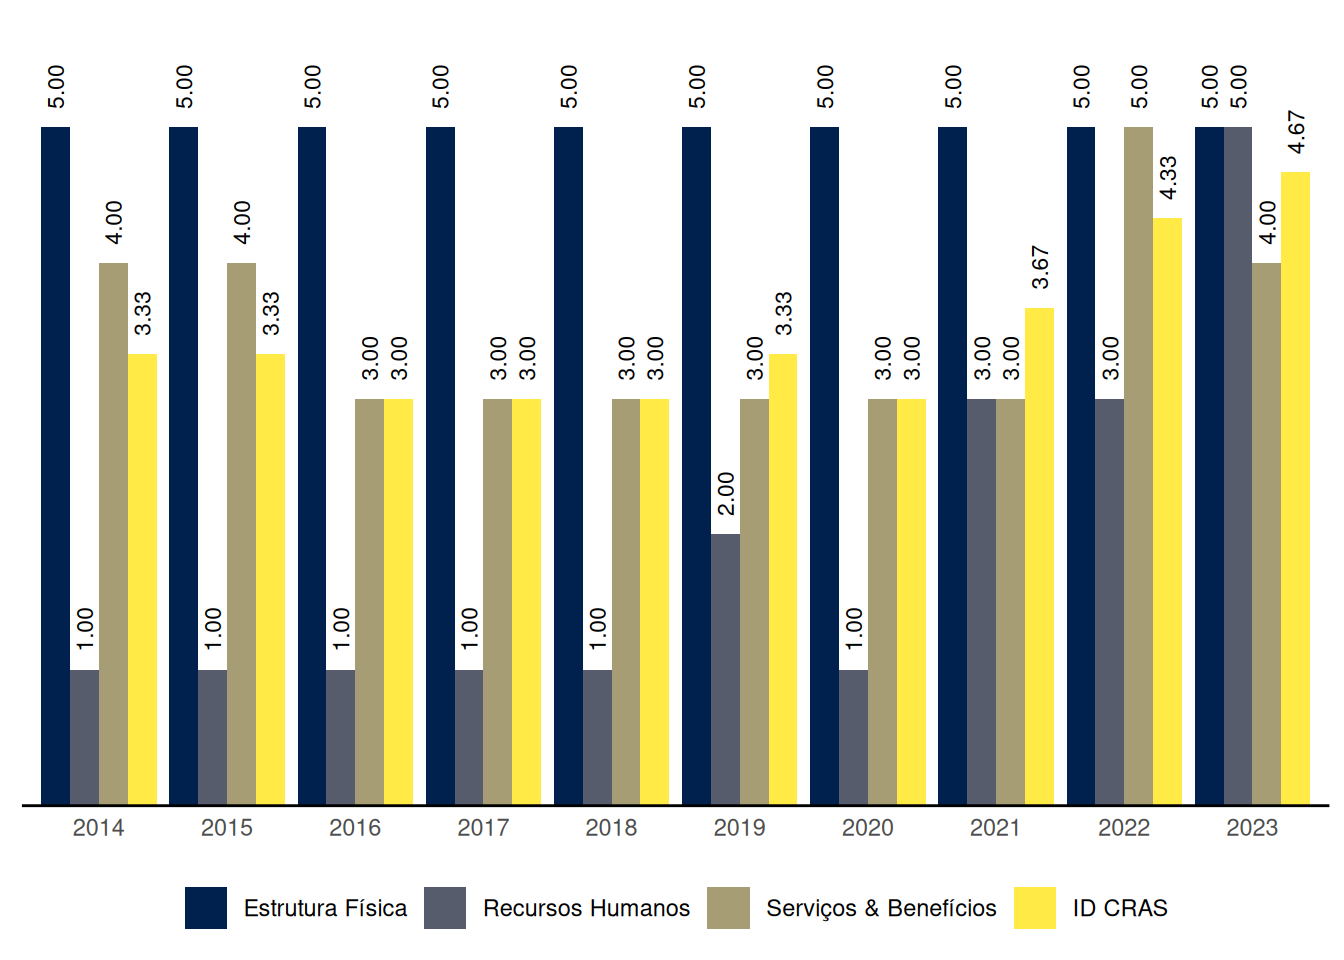 5.00 1.00 4.00 3.33 5.00 1.00 4.00 3.33 5.00 1.00 3.00 3.00 5.00 1.00 3.00 3.00 5.00 1.00 3.00 3.00 5.00 2.00 3.00 3.33 5.00 1.00 3.00 3.00 5.00 3.00 3.00 3.67 5.00 3.00 5.00 4.33 5.00 5.00 4.00 4.67
2014 2015 2016 2017 2018 2019 2020 2021 2022 2023
Estrutura Física Recursos Humanos Serviços & Benefícios ID CRAS